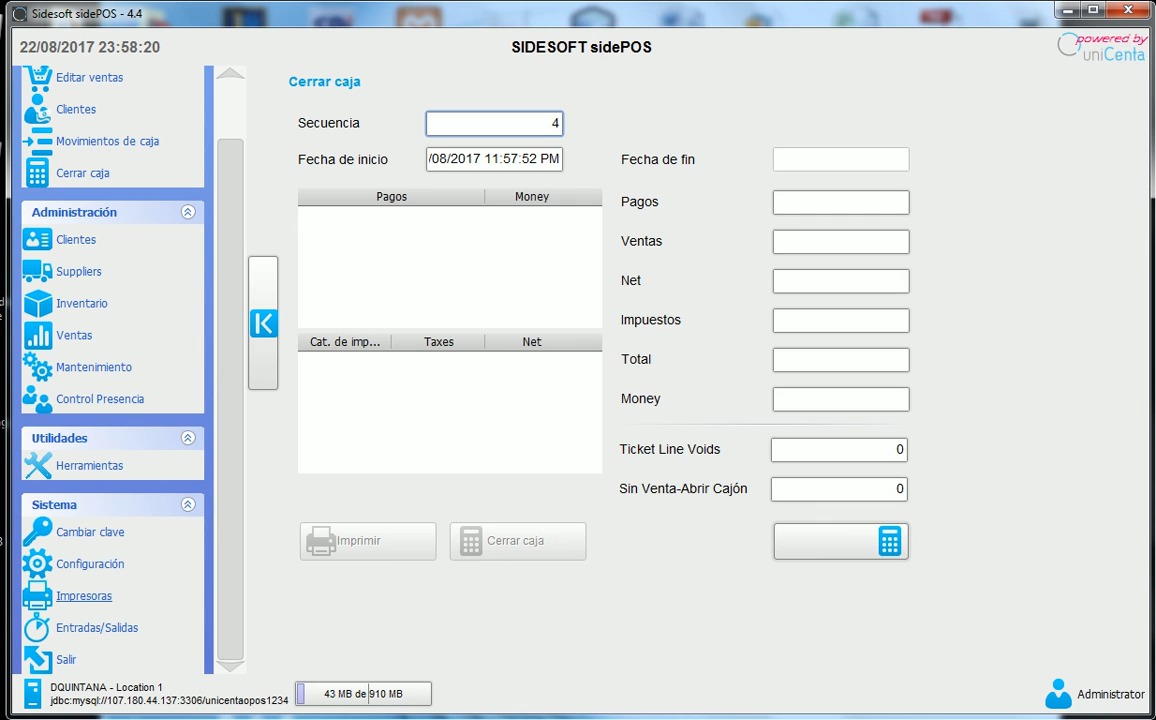 Sidesoft sidePOS - 4.4
22/08/2017 23:58:20
SIDESOFT sidePOS
powered by
uniCenta
Editar ventas
Clientes
Movimientos de caja
Cerrar caja
Administración
Clientes
Suppliers
Inventario
Ventas
Mantenimiento
Control Presencia
Utilidades
Herramientas
Sistema
Cambiar clave
Configuración
Impresoras
Entradas/Salidas
Salir
Cerrar caja
Secuencia 4
Fecha de inicio /08/2017 11:57:52 PM
Fecha de fin
Pagos Money
Cat. de imp... Taxes Net
Pagos
Ventas
Net
Impuestos
Total
Money
Ticket Line Voids 0
Sin Venta-Abrir Cajón 0
Imprimir
Cerrar caja
DQUINTANA - Location 1
jdbc:mysql://107.180.44.137:3306/unicentaopos1234
43 MB de 910 MB
Administrator